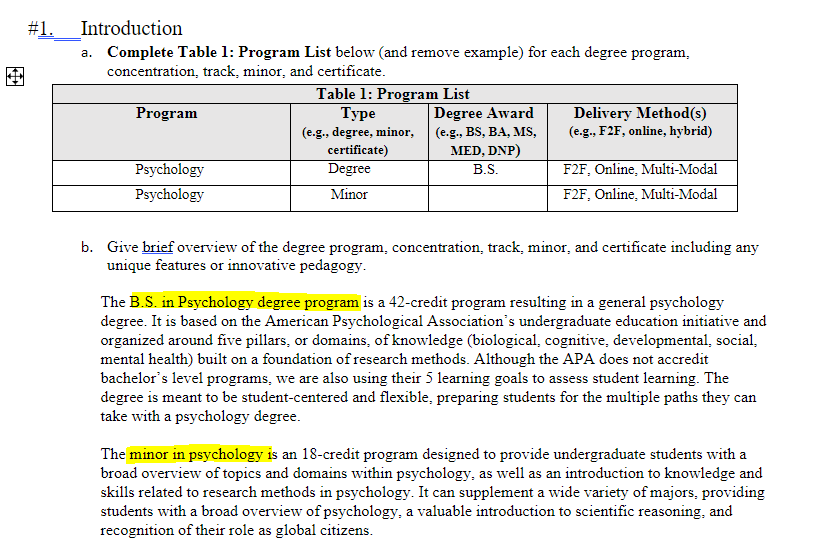 #1. Introduction
a. Complete Table 1: Program List below (and remove example) for each degree program,
concentration, track, minor, and certificate.
Table 1: Program List
Program Type Degree Award Delivery Method(s)
(e.g., degree, minor, (e.g., BS, BA, MS, (e.g., F2F, online, hybrid)
certificate) MED, DNP)
Psychology Degree B.S. F2F, Online, Multi-Modal
Psychology Minor F2F, Online, Multi-Modal
b. Give brief overview of the degree program, concentration, track, minor, and certificate including any
unique features or innovative pedagogy.
The B.S. in Psychology degree program is a 42-credit program resulting in a general psychology
degree. It is based on the American Psychological Association's undergraduate education initiative and
organized around five pillars, or domains, of knowledge (biological, cognitive, developmental, social,
mental health) built on a foundation of research methods. Although the APA does not accredit
bachelor's level programs, we are also using their 5 learning goals to assess student learning. The
degree is meant to be student-centered and flexible, preparing students for the multiple paths they can
take with a psychology degree.
The minor in psychology is an 18-credit program designed to provide undergraduate students with a
broad overview of topics and domains within psychology, as well as an introduction to knowledge and
skills related to research methods in psychology. It can supplement a wide variety of majors, providing
students with a broad overview of psychology, a valuable introduction to scientific reasoning, and
recognition of their role as global citizens.